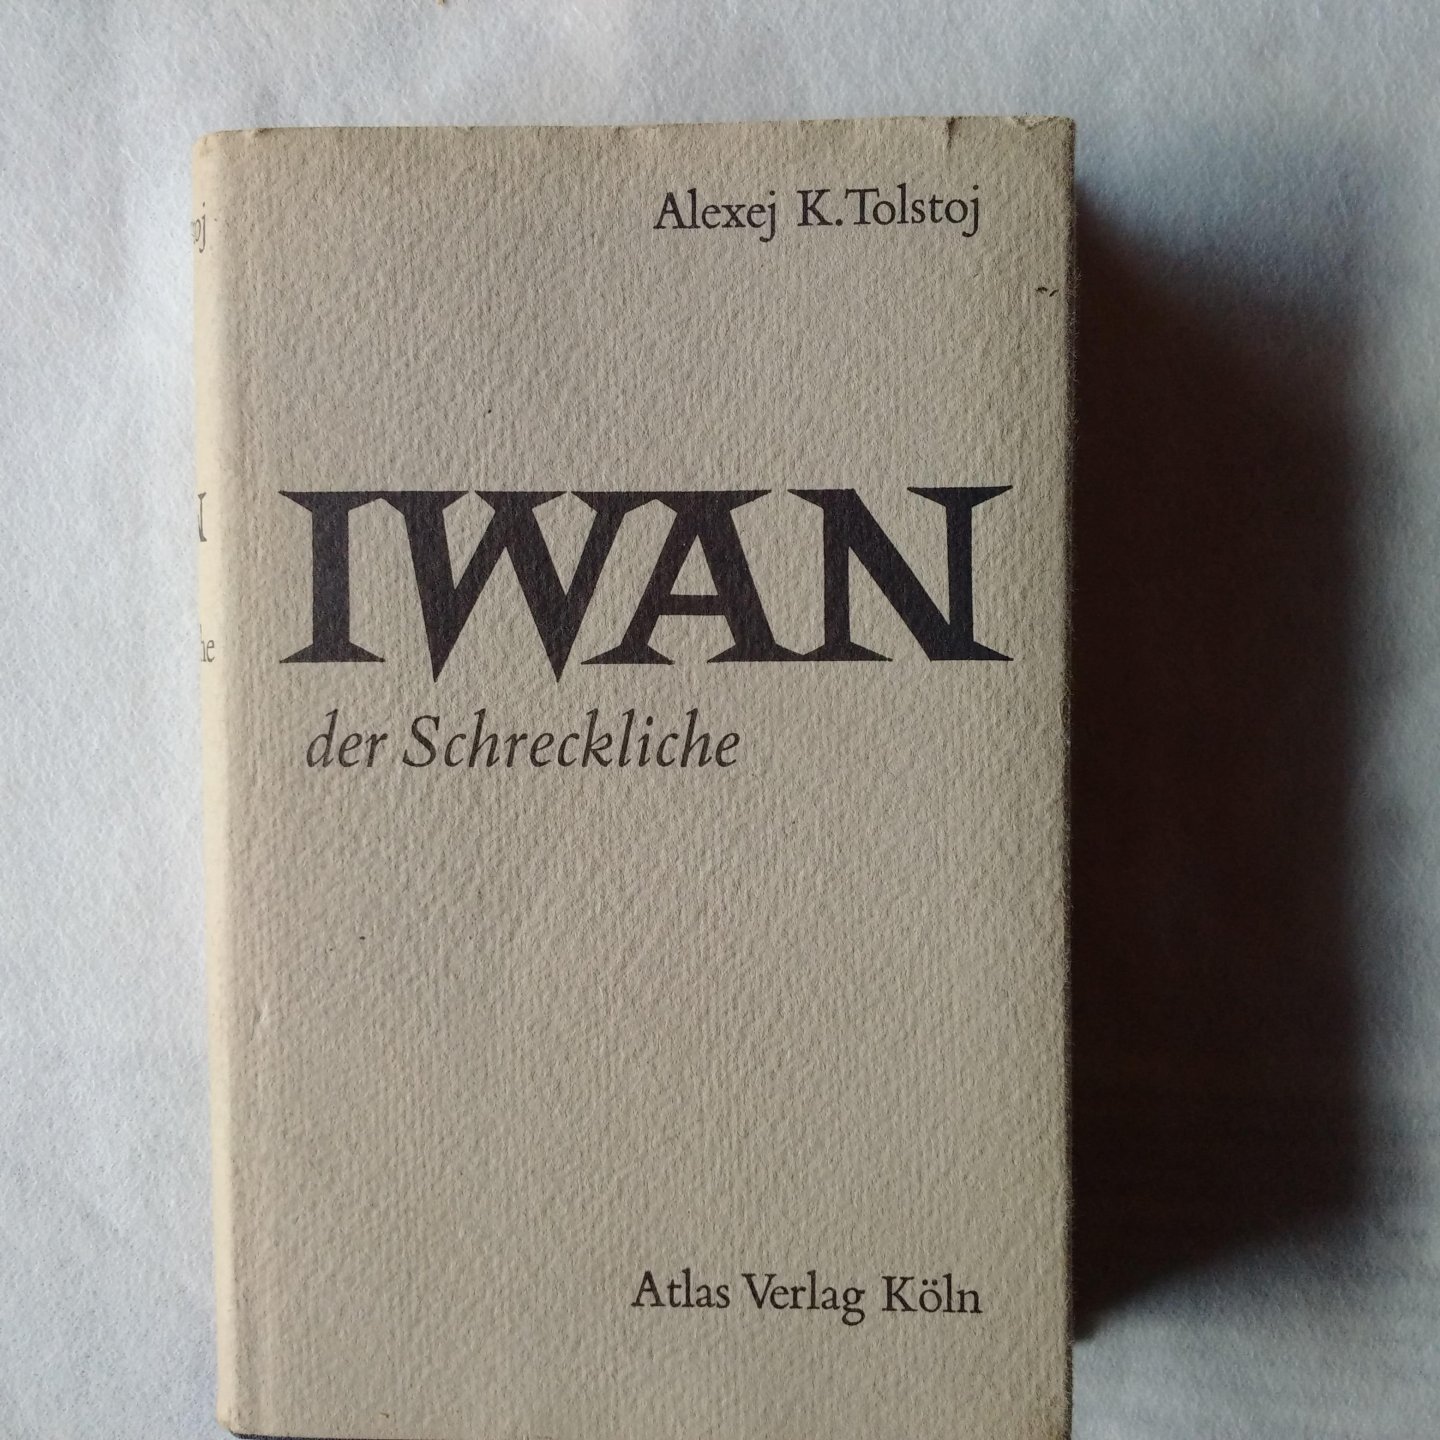 Alexej K. Tolstoj
IWAN
der Schreckliche
Atlas Verlag Köln